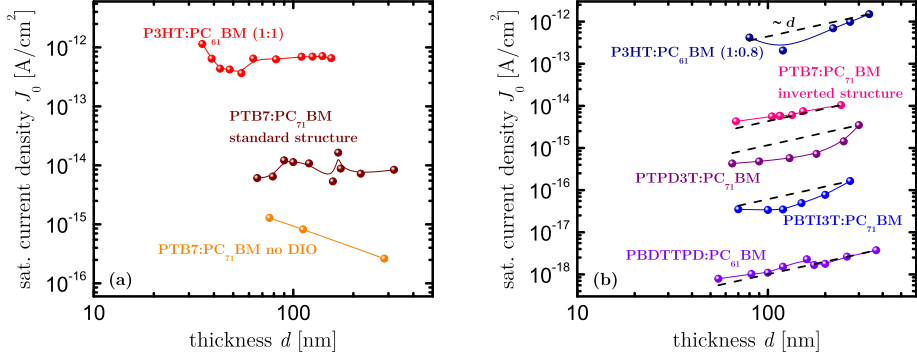 sat. current density J₀ [A/cm²]
10⁻¹²
10⁻¹³
10⁻¹⁴
10⁻¹⁵
10⁻¹⁶
P3HT:PC₆₁BM (1:1)
PTB7:PC₇₁BM
standard structure
PTB7:PC₇₁BM no DIO
(a)
10
100
thickness d [nm]
sat. current density J₀ [A/cm²]
10⁻¹²
10⁻¹³
10⁻¹⁴
10⁻¹⁵
10⁻¹⁶
10⁻¹⁷
10⁻¹⁸
~ d
P3HT:PC₆₁BM (1:0.8)
PTB7:PC₇₁BM
inverted structure
PTPD3T:PC₇₁BM
PBTI3T:PC₇₁BM
PBDTTPD:PC₆₁BM
(b)
10
100
thickness d [nm]